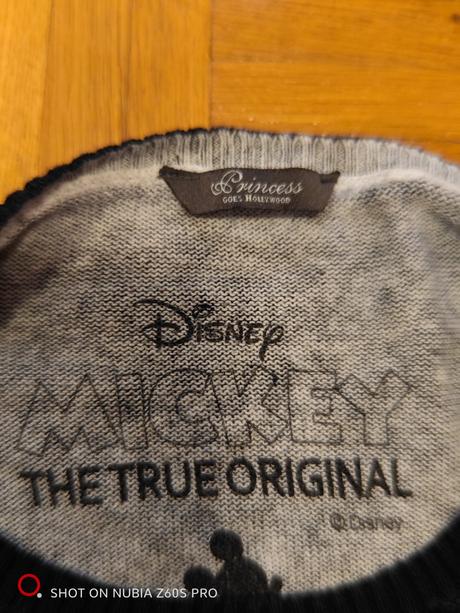 Princess
GOES HOLLYWOOD
Disney
MICKEY
THE TRUE ORIGINAL
© Disney
SHOT ON NUBIA Z60S PRO